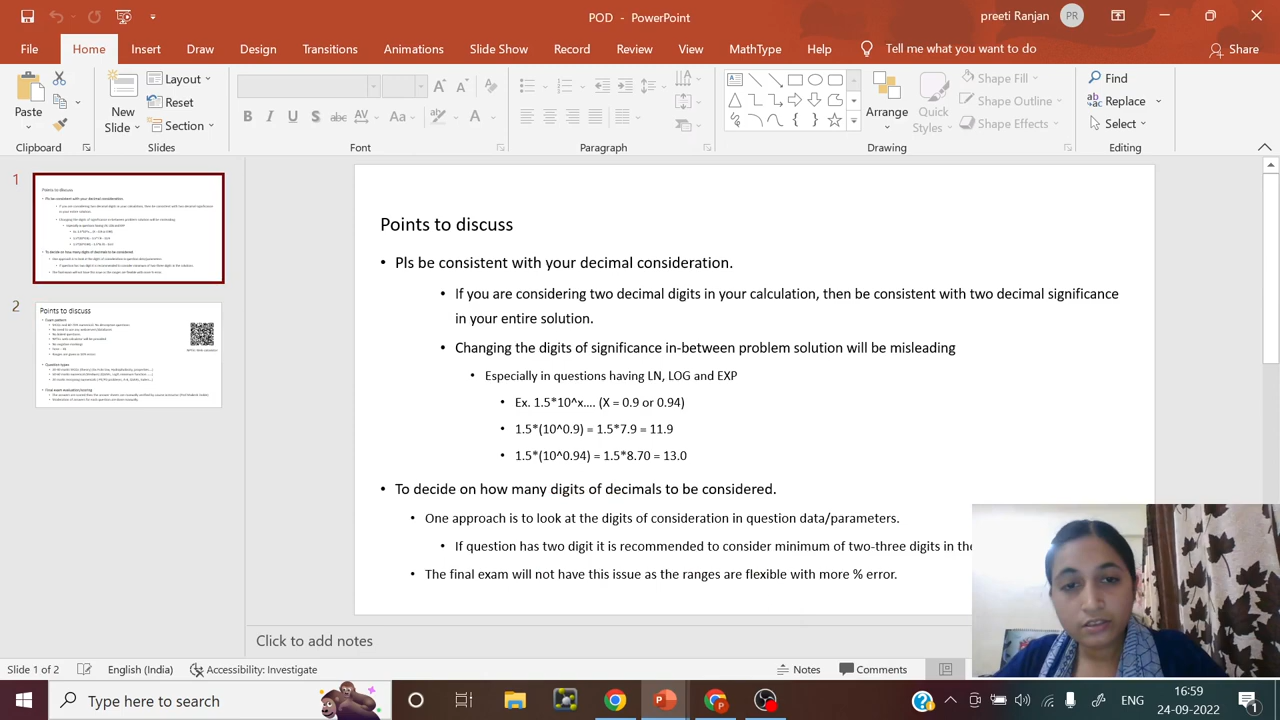 POD - PowerPoint
preeti Ranjan
PR
File Home Insert Draw Design Transitions Animations Slide Show Record Review View MathType Help Tell me what you want to do Share
Paste
Clipboard
New
Slide
Layout
Reset
Section
Slides
Font
Paragraph
Arrange
Quick
Styles
Shape Fill
Shape Outline
Shape Effects
Drawing
Find
Replace
Select
Editing
1
2
Points to discuss
Points to discuss
• Pls be consistent with your decimal consideration.
• If you are considering two decimal digits in your calculation, then be consistent with two decimal significance
in your entire solution.
• Changing the digits of significance in-between problem solution will be misleading
• Especially in questions having LN, LOG and EXP
• Ex. 1.5*10^x.... (X = 0.9 or 0.94)
• 1.5*(10^0.9) = 1.5*7.9 = 11.9
• 1.5*(10^0.94) = 1.5*8.70 = 13.0
• To decide on how many digits of decimals to be considered.
• One approach is to look at the digits of consideration in question data/parameters.
• If question has two digit it is recommended to consider minimum of two-three digits in the
• The final exam will not have this issue as the ranges are flexible with more % error.
Click to add notes
Slide 1 of 2 English (India) Accessibility: Investigate Notes Comments
Type here to search
ENG
16:59
24-09-2022